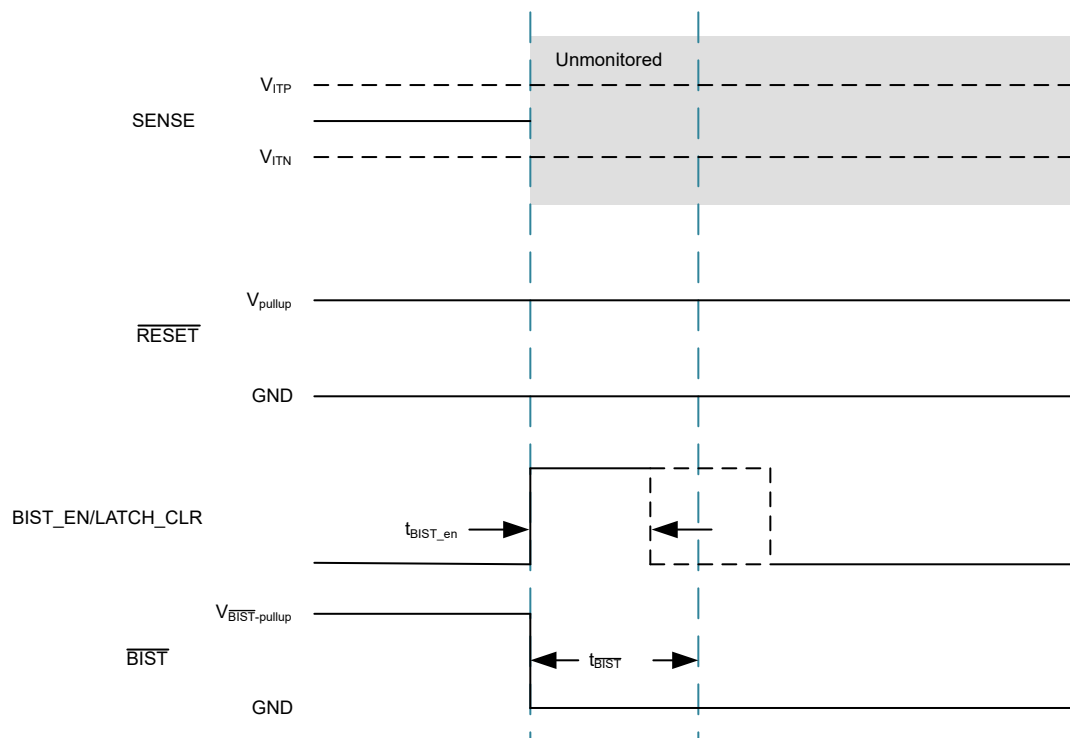 Unmonitored
VITP
SENSE
VITN
Vpullup
RESET
GND
BIST_EN/LATCH_CLR
tBIST_en
VBIST-pullup
BIST
tBIST
GND